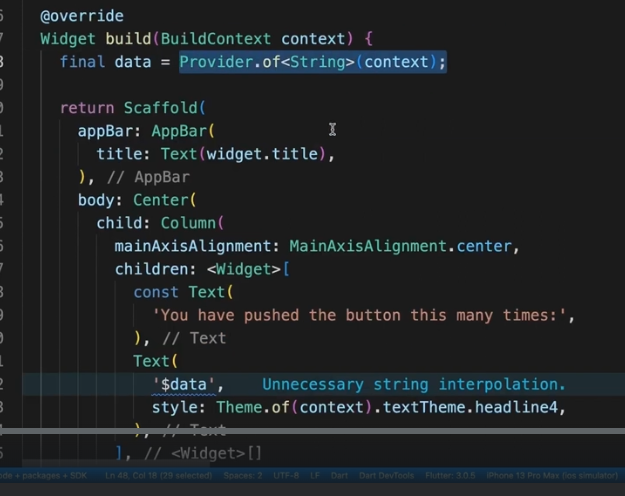 @override
Widget build(BuildContext context) {
final data = Provider.of<String>(context);
return Scaffold(
appBar: AppBar(
title: Text(widget.title),
), // AppBar
body: Center(
child: Column(
mainAxisAlignment: MainAxisAlignment.center,
children: <Widget>[
const Text(
'You have pushed the button this many times:',
), // Text
Text(
'$data', Unnecessary string interpolation.
style: Theme.of(context).textTheme.headline4,
), // Text
], // <Widget>[]
ode + packages + SDK Ln 48, Col 18 (29 selected) Spaces: 2 UTF-8 LF Dart Dart DevTools Flutter: 3.0.5 iPhone 13 Pro Max (ios simulator)